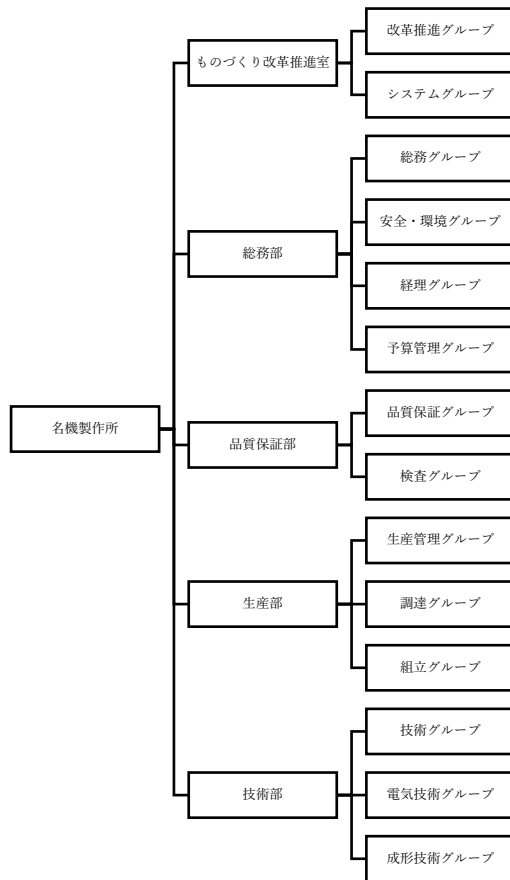 名機製作所
ものづくり改革推進室
改革推進グループ
システムグループ
総務部
総務グループ
安全・環境グループ
経理グループ
予算管理グループ
品質保証部
品質保証グループ
検査グループ
生産部
生産管理グループ
調達グループ
組立グループ
技術部
技術グループ
電気技術グループ
成形技術グループ